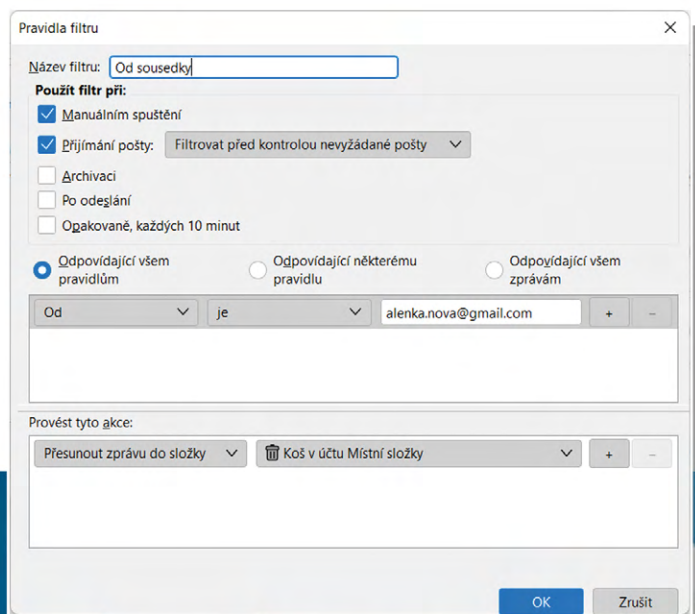 Pravidla filtru
Název filtru: Od sousedky
Použít filtr při:
Manuálním spuštění
Přijímání pošty: Filtrovat před kontrolou nevyžádané pošty
Archivaci
Po odeslání
Opakovaně, každých 10 minut
Odpovídající všem
pravidlům
Odpovídající některému
pravidlu
Odpovídající všem
zprávám
Od je alenka.nova@gmail.com + −
Provést tyto akce:
Přesunout zprávu do složky Koš v účtu Místní složky + −
OK Zrušit